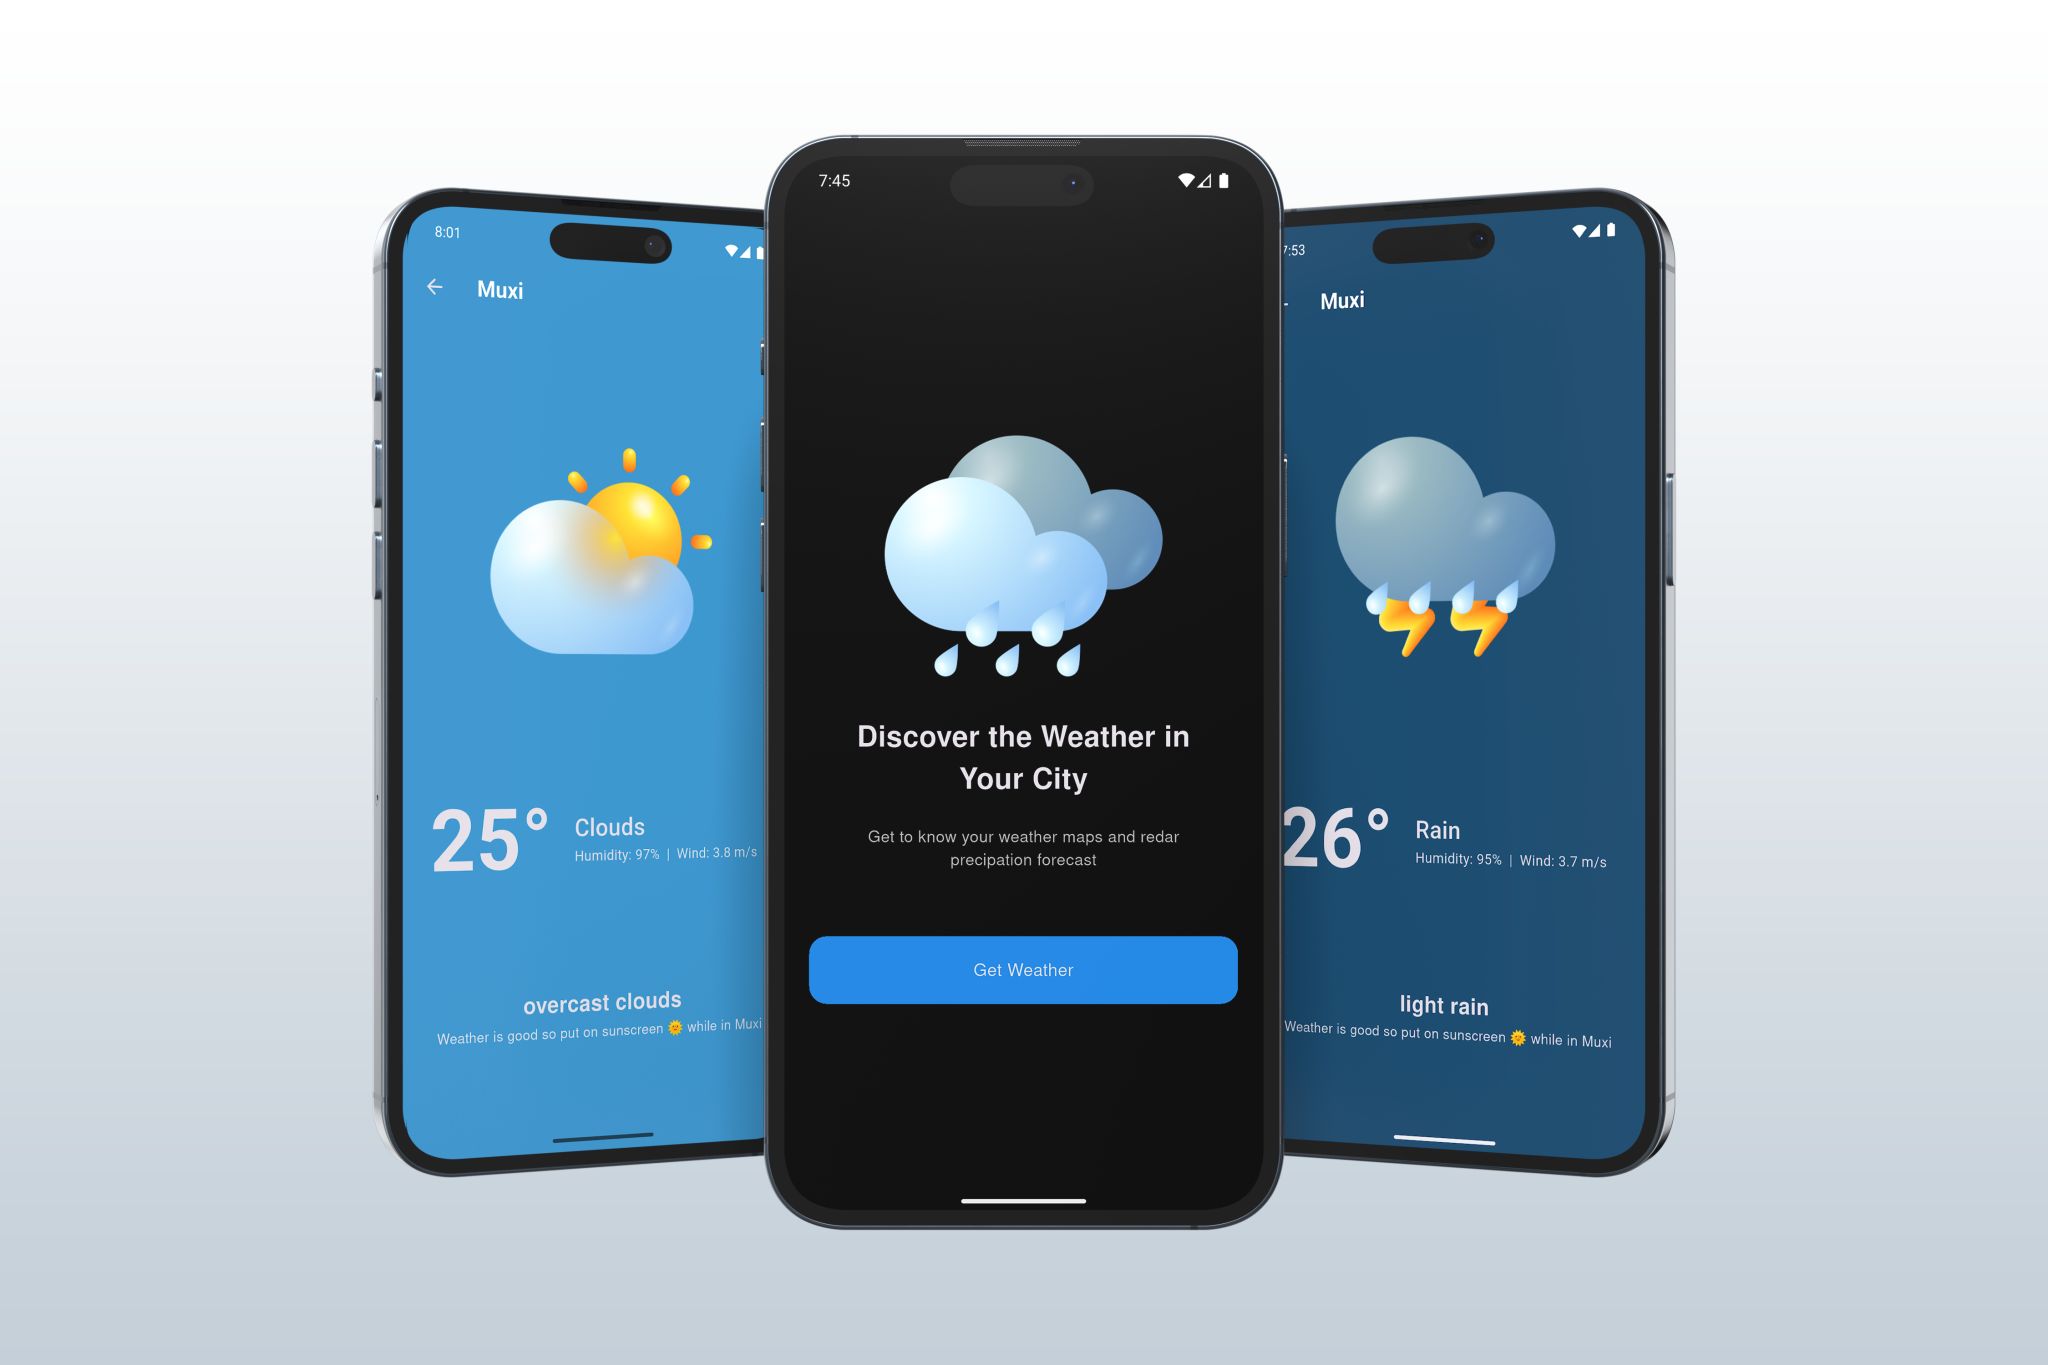 8:01
Muxi
25°
Clouds
Humidity: 97% | Wind: 3.8 m/s
overcast clouds
Weather is good so put on sunscreen 🌞 while in Muxi
7:45
Discover the Weather in
Your City
Get to know your weather maps and redar
precipation forecast
Get Weather
7:53
Muxi
26°
Rain
Humidity: 95% | Wind: 3.7 m/s
light rain
Weather is good so put on sunscreen 🌞 while in Muxi